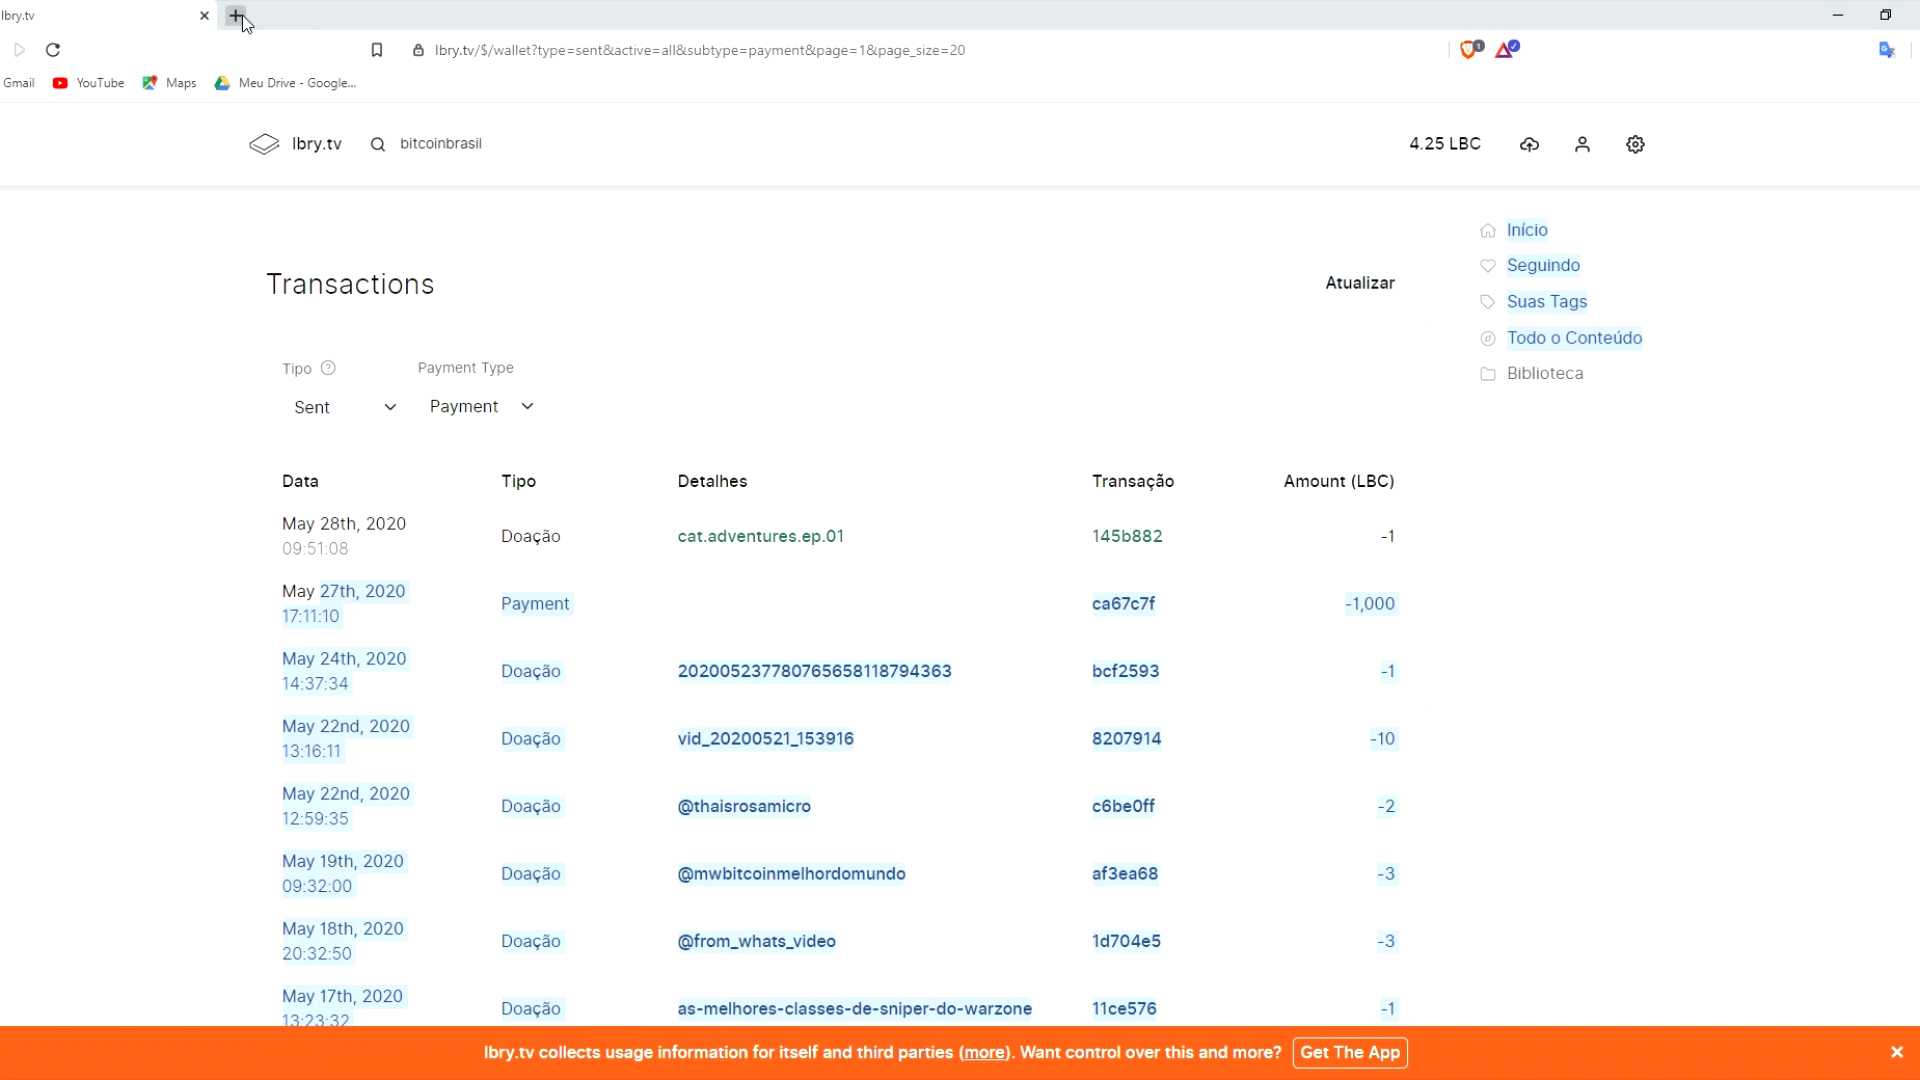 lbry.tv
lbry.tv/$/wallet?type=sent&active=all&subtype=payment&page=1&page_size=20
1
Gmail YouTube Maps Meu Drive - Google...
lbry.tv bitcoinbrasil 4.25 LBC
Início
Seguindo
Suas Tags
Todo o Conteúdo
Biblioteca
Transactions Atualizar
Tipo Payment Type
Sent Payment
Data Tipo Detalhes Transação Amount (LBC)
May 28th, 2020
09:51:08
Doação cat.adventures.ep.01 145b882 -1
May 27th, 2020
17:11:10
Payment ca67c7f -1,000
May 24th, 2020
14:37:34
Doação 202005237780765658118794363 bcf2593 -1
May 22nd, 2020
13:16:11
Doação vid_20200521_153916 8207914 -10
May 22nd, 2020
12:59:35
Doação @thaisrosamicro c6be0ff -2
May 19th, 2020
09:32:00
Doação @mwbitcoinmelhordomundo af3ea68 -3
May 18th, 2020
20:32:50
Doação @from_whats_video 1d704e5 -3
May 17th, 2020
13:23:32
Doação as-melhores-classes-de-sniper-do-warzone 11ce576 -1
lbry.tv collects usage information for itself and third parties (more). Want control over this and more? Get The App